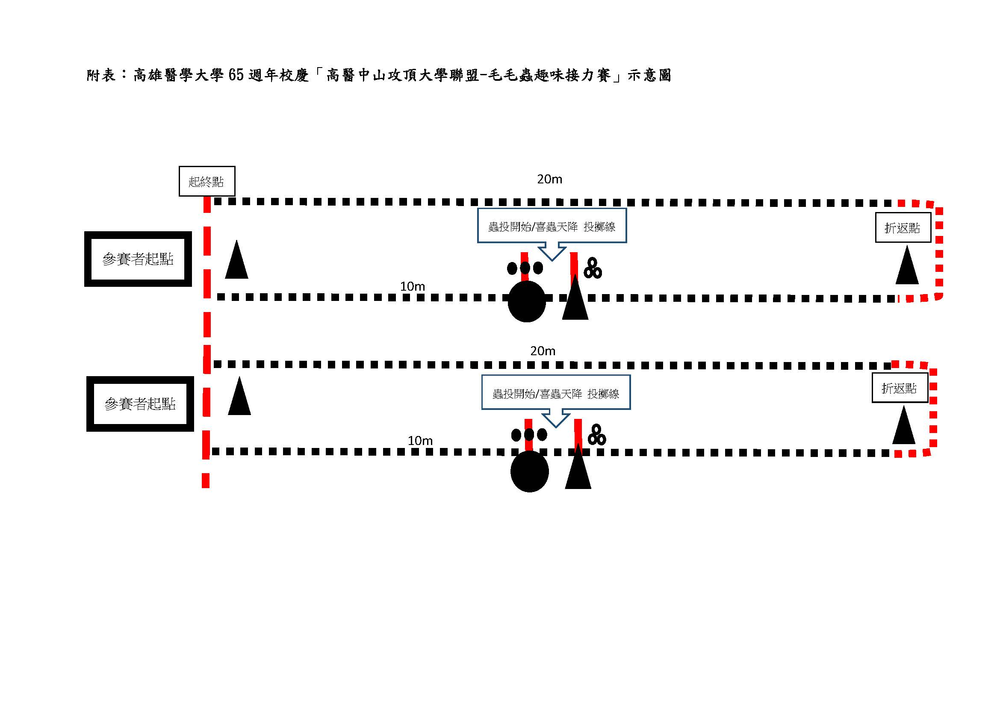 附表：高雄醫學大學 65 週年校慶「高醫中山攻頂大學聯盟-毛毛蟲趣味接力賽」示意圖
起終點
20m
蟲投開始/喜蟲天降 投擲線
折返點
參賽者起點
10m
20m
蟲投開始/喜蟲天降 投擲線
折返點
參賽者起點
10m